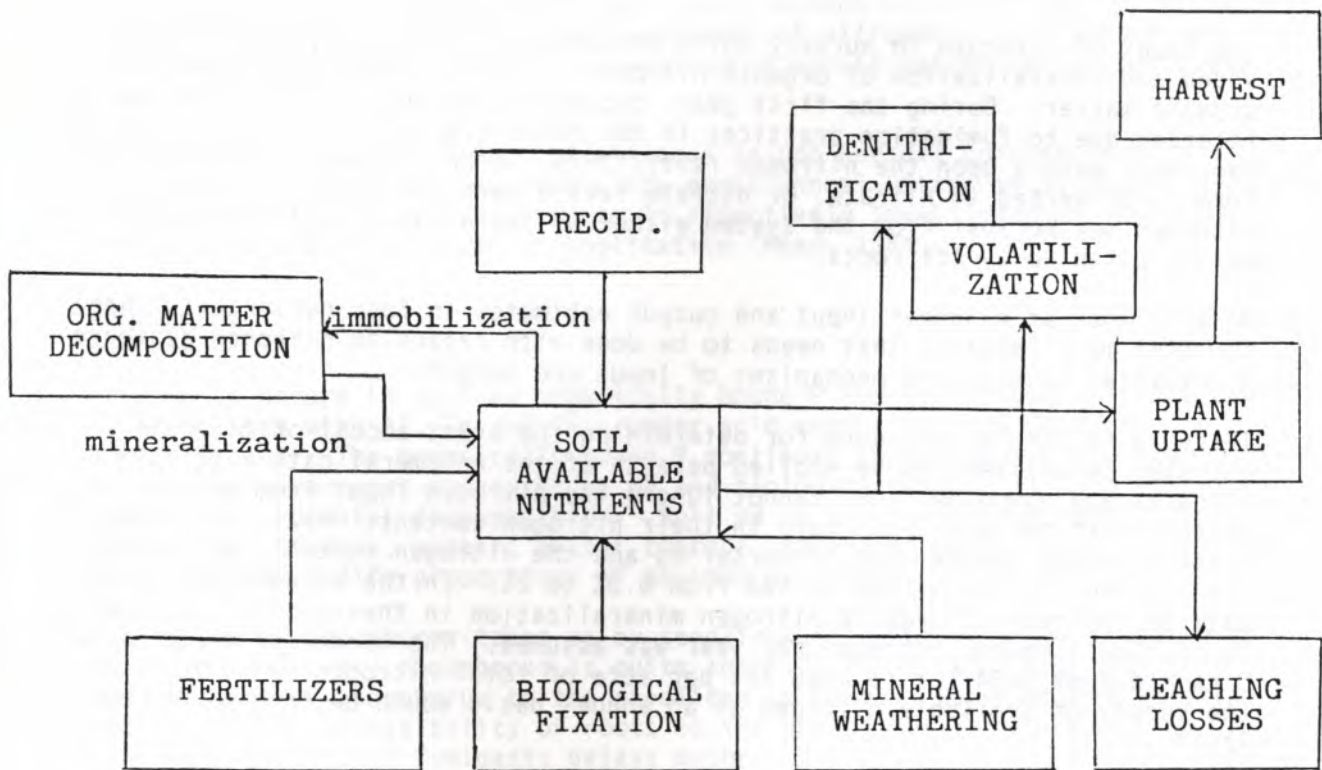 HARVEST
DENITRI-
FICATION
PRECIP.
VOLATILI-
ZATION
ORG. MATTER
DECOMPOSITION
immobilization
mineralization
SOIL
AVAILABLE
NUTRIENTS
PLANT
UPTAKE
FERTILIZERS
BIOLOGICAL
FIXATION
MINERAL
WEATHERING
LEACHING
LOSSES